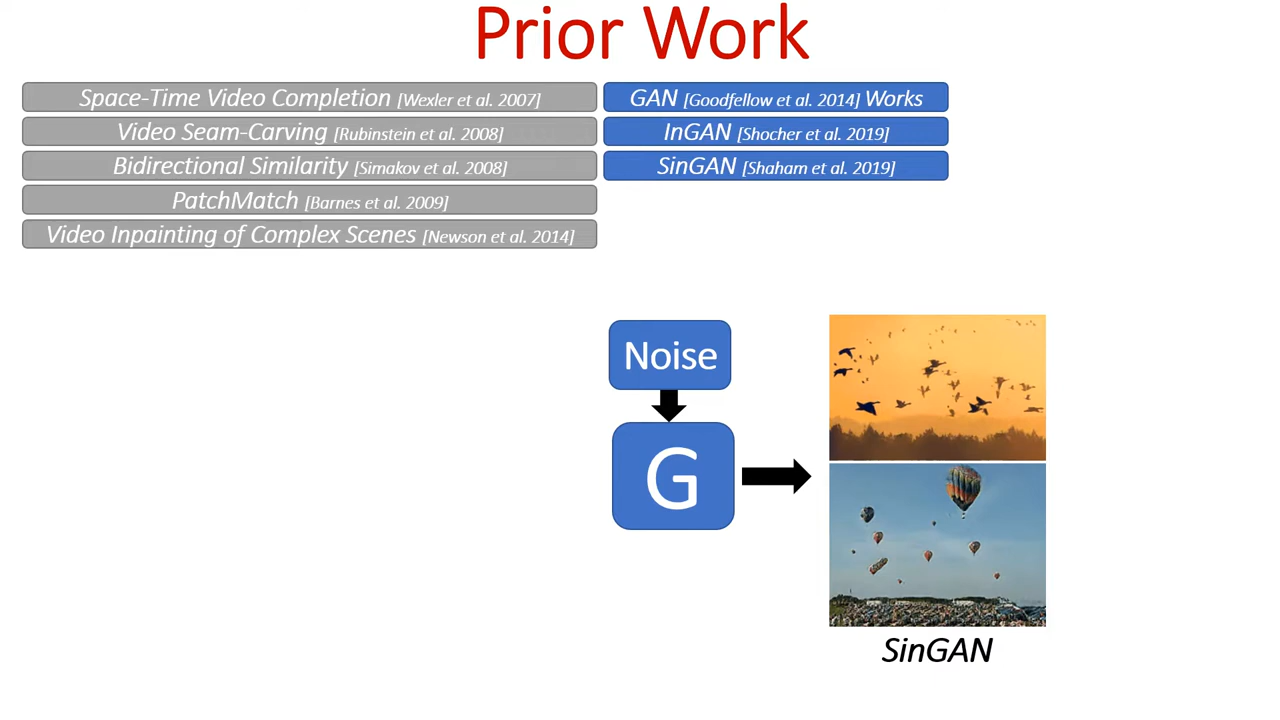 Prior Work
Space-Time Video Completion [Wexler et al. 2007]
Video Seam-Carving [Rubinstein et al. 2008]
Bidirectional Similarity [Simakov et al. 2008]
PatchMatch [Barnes et al. 2009]
Video Inpainting of Complex Scenes [Newson et al. 2014]
GAN [Goodfellow et al. 2014] Works
InGAN [Shocher et al. 2019]
SinGAN [Shaham et al. 2019]
Noise
G
SinGAN